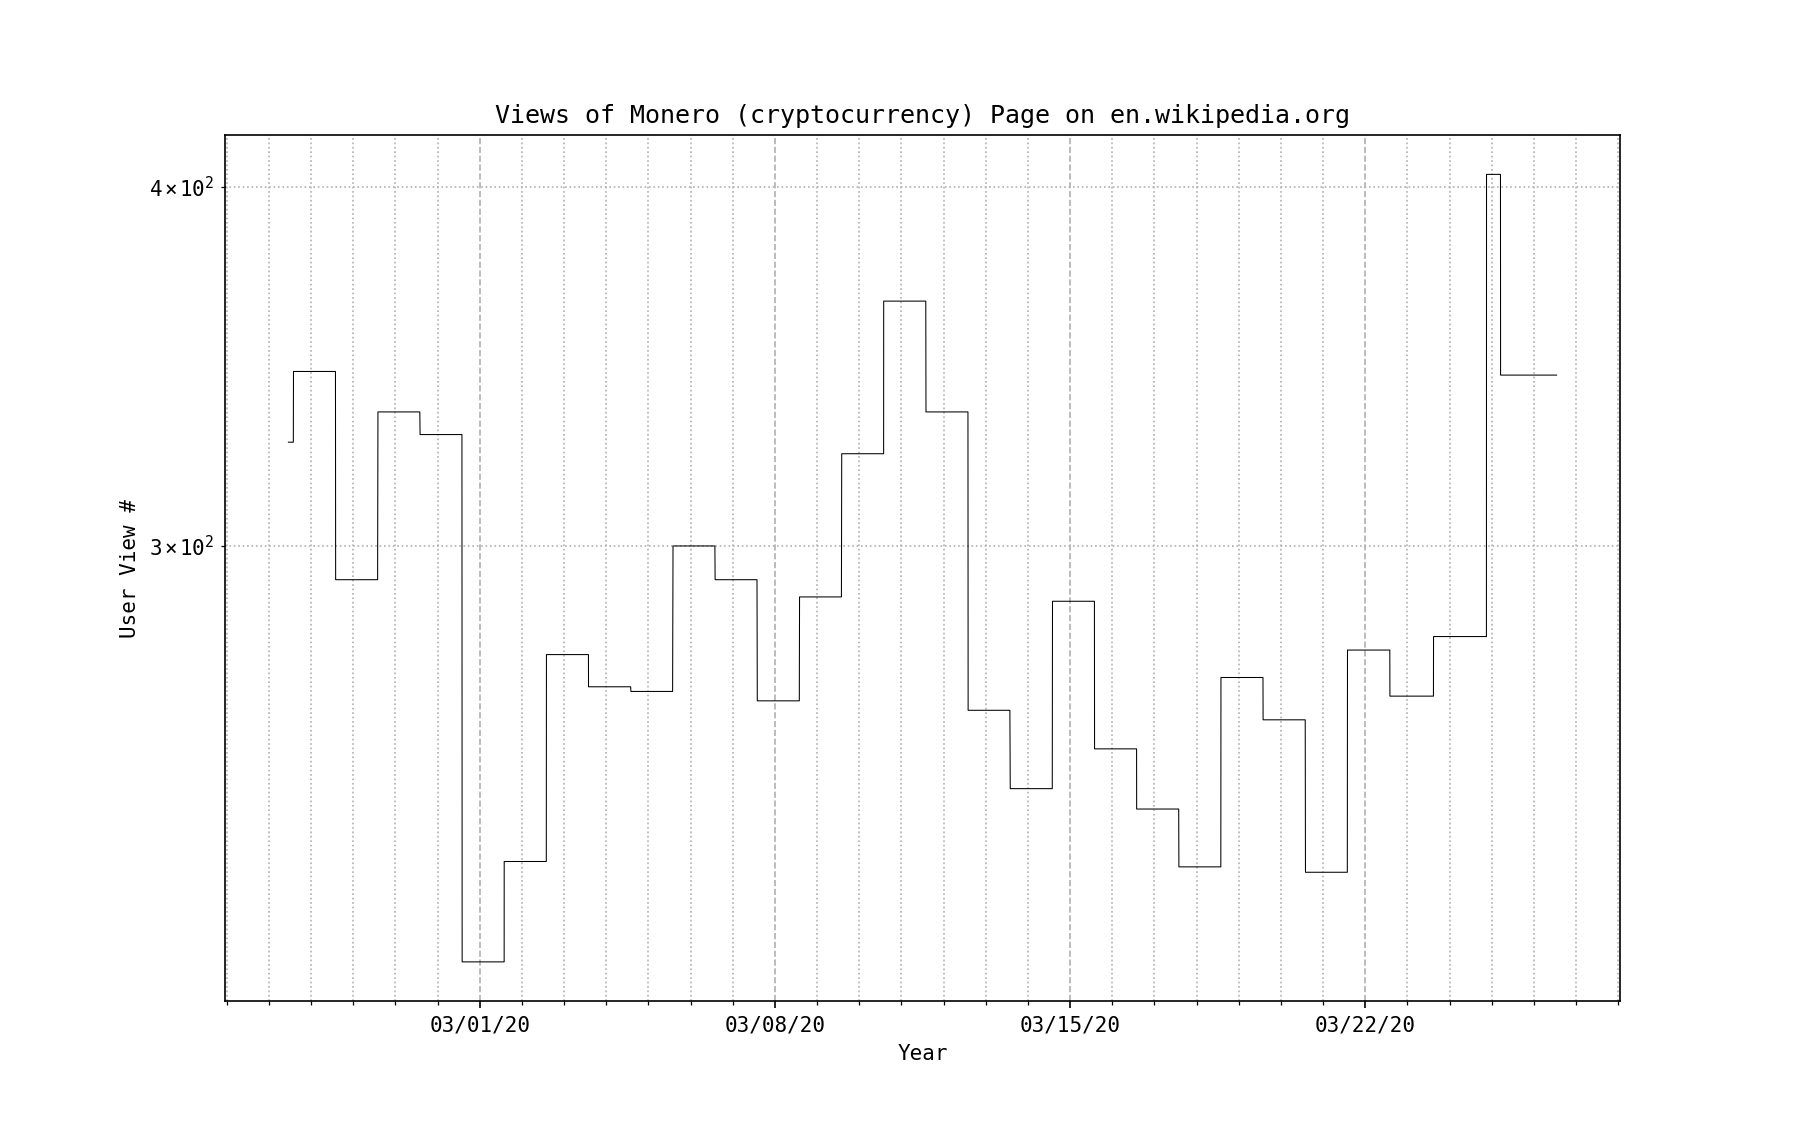 Views of Monero (cryptocurrency) Page on en.wikipedia.org
4×10²
3×10²
User View #
03/01/20 03/08/20 03/15/20 03/22/20
Year